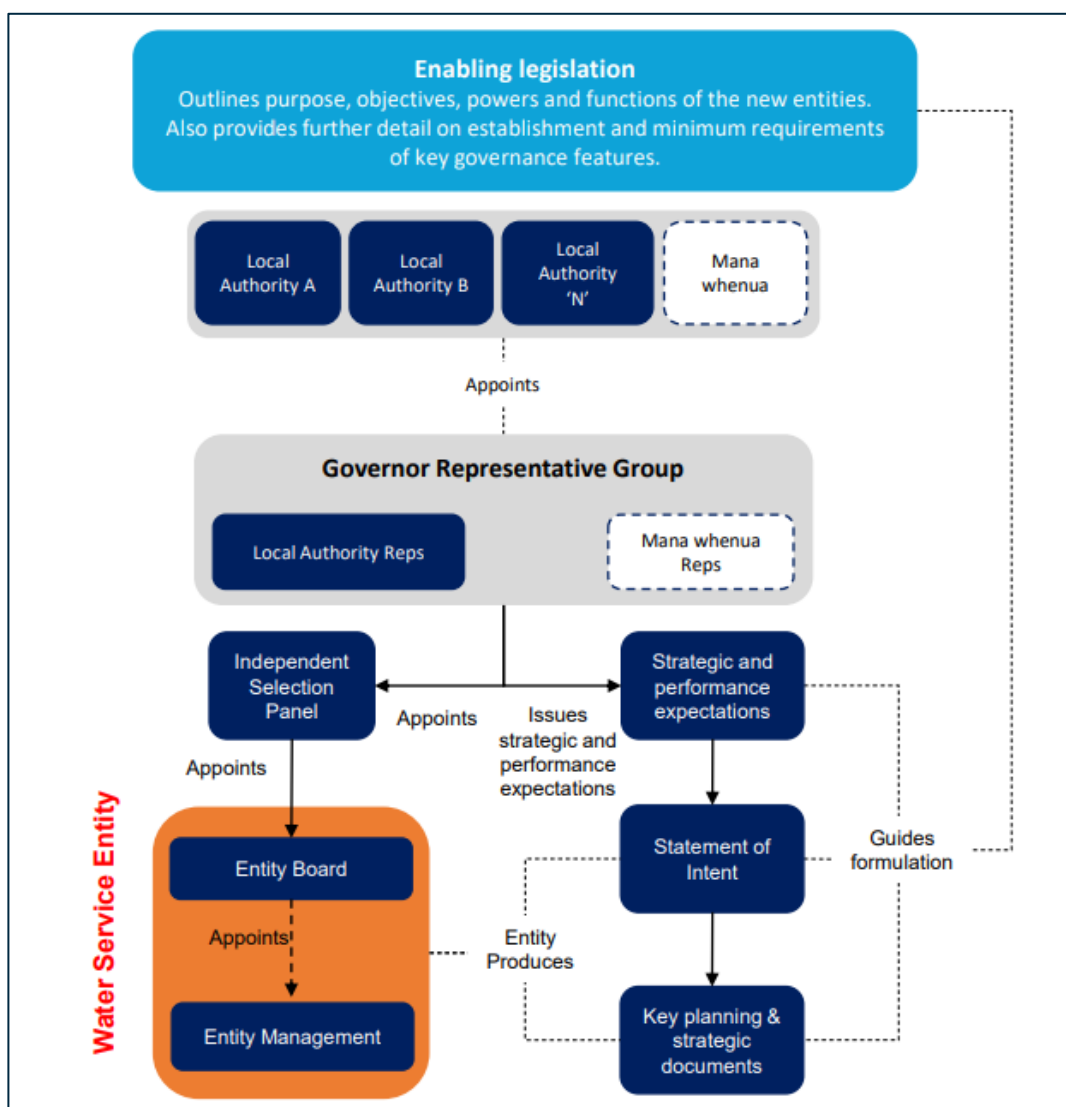 Enabling legislation
Outlines purpose, objectives, powers and functions of the new entities.
Also provides further detail on establishment and minimum requirements
of key governance features.
Local
Authority A
Local
Authority B
Local
Authority
‘N’
Mana
whenua
Appoints
Governor Representative Group
Local Authority Reps
Mana whenua
Reps
Independent
Selection
Panel
Appoints
Issues
strategic and
performance
expectations
Strategic and
performance
expectations
Appoints
Water Service Entity
Entity Board
Appoints
Entity Management
Entity
Produces
Statement of
Intent
Guides
formulation
Key planning &
strategic
documents